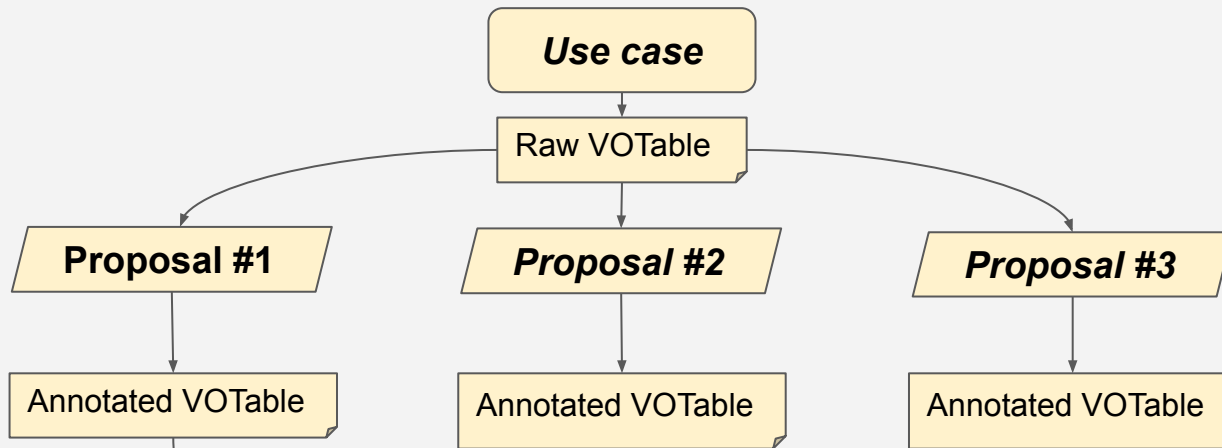 Use case
Raw VOTable
Proposal #1
Proposal #2
Proposal #3
Annotated VOTable
Annotated VOTable
Annotated VOTable